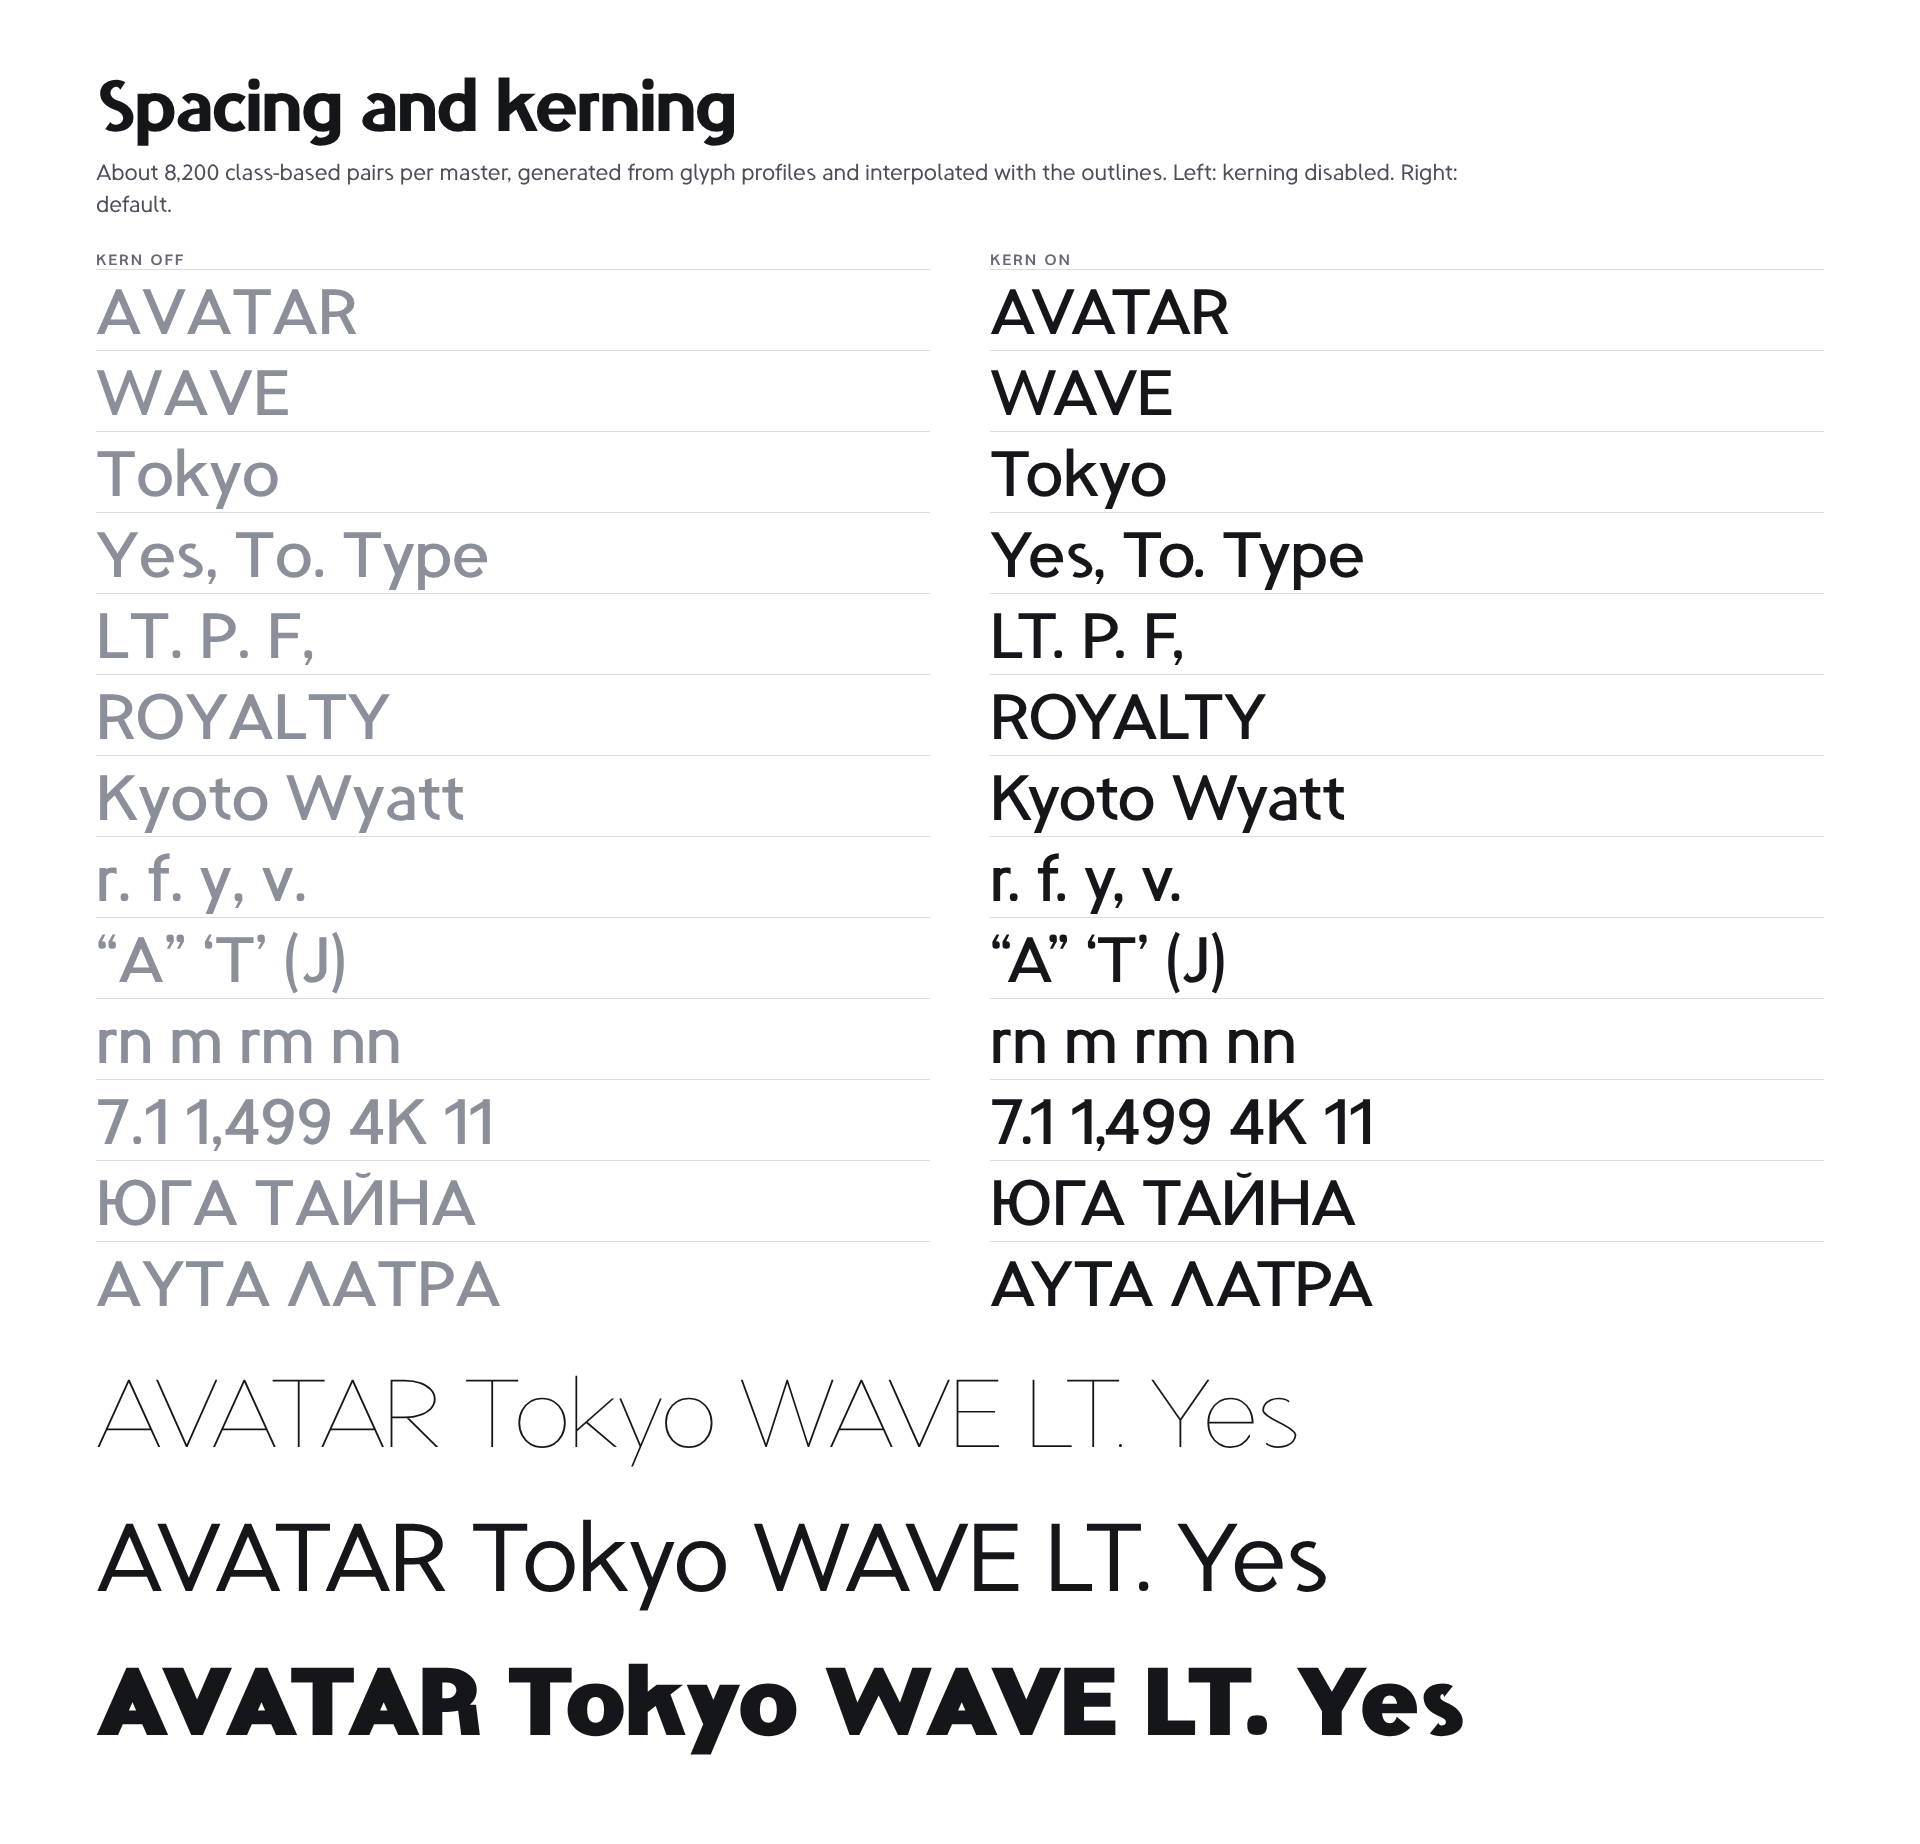 Spacing and kerning
About 8,200 class-based pairs per master, generated from glyph profiles and interpolated with the outlines. Left: kerning disabled. Right:
default.
KERN OFF
AVATAR
WAVE
Tokyo
Yes, To. Type
LT. P. F,
ROYALTY
Kyoto Wyatt
r. f. y, v.
“A” ‘T’ (J)
rn m rm nn
7.1 1,499 4K 11
ЮГА ТАЙНА
ΑΥΤΑ ΛΑΤΡΑ
KERN ON
AVATAR
WAVE
Tokyo
Yes, To. Type
LT. P. F,
ROYALTY
Kyoto Wyatt
r. f. y, v.
“A” ‘T’ (J)
rn m rm nn
7.1 1,499 4K 11
ЮГА ТАЙНА
ΑΥΤΑ ΛΑΤΡΑ
AVATAR Tokyo WAVE LT. Yes
AVATAR Tokyo WAVE LT. Yes
AVATAR Tokyo WAVE LT. Yes